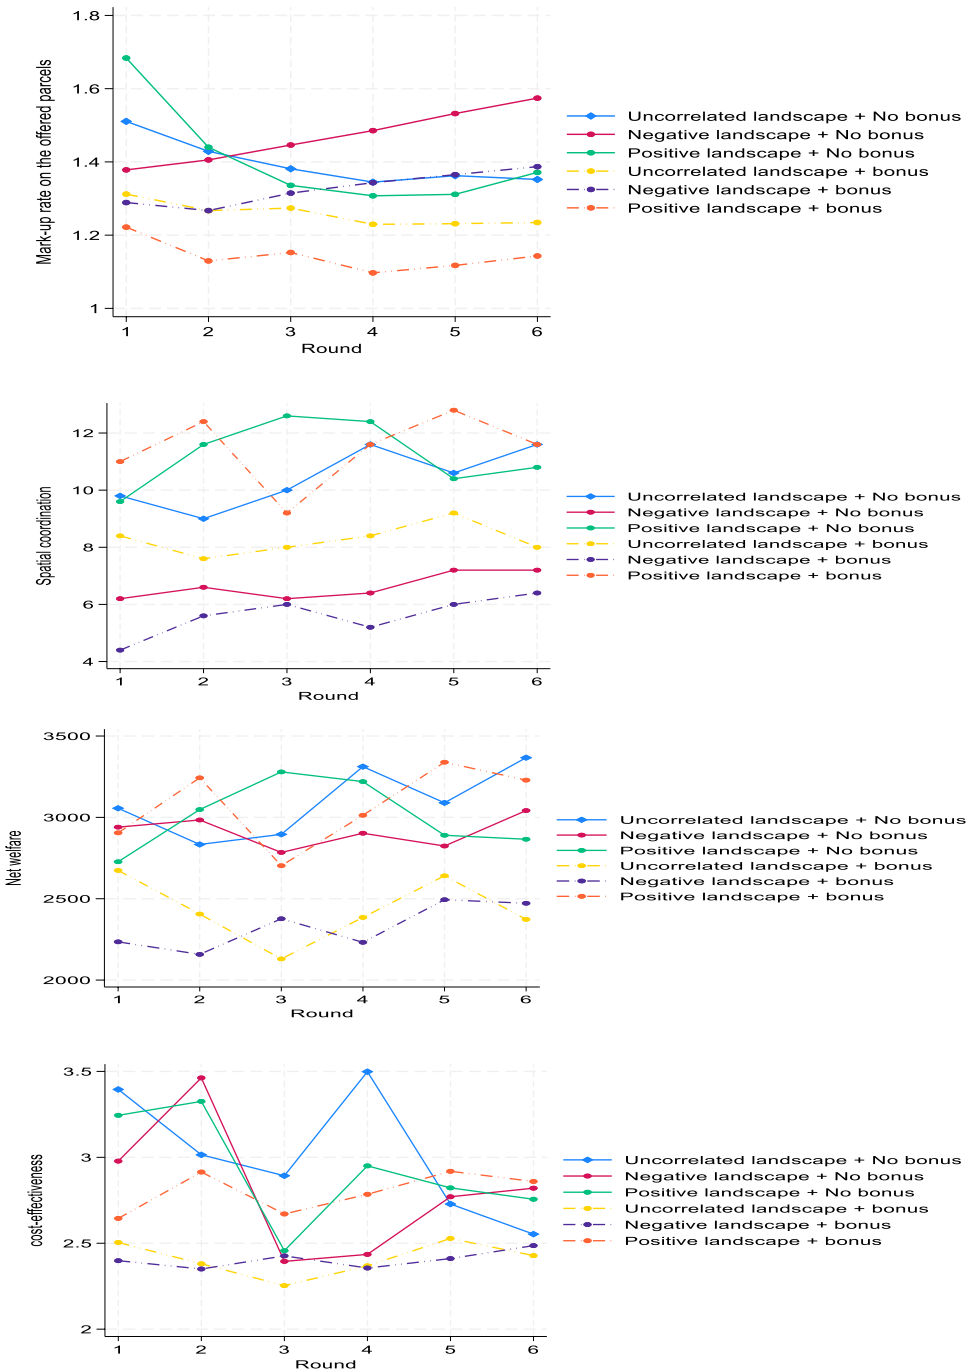 Mark-up rate on the offered parcels
1.8
1.6
1.4
1.2
1
1 2 3 4 5 6
Round
Uncorrelated landscape + No bonus
Negative landscape + No bonus
Positive landscape + No bonus
Uncorrelated landscape + bonus
Negative landscape + bonus
Positive landscape + bonus
Spatial coordination
12
10
8
6
4
1 2 3 4 5 6
Round
Uncorrelated landscape + No bonus
Negative landscape + No bonus
Positive landscape + No bonus
Uncorrelated landscape + bonus
Negative landscape + bonus
Positive landscape + bonus
Net welfare
3500
3000
2500
2000
1 2 3 4 5 6
Round
Uncorrelated landscape + No bonus
Negative landscape + No bonus
Positive landscape + No bonus
Uncorrelated landscape + bonus
Negative landscape + bonus
Positive landscape + bonus
cost-effectiveness
3.5
3
2.5
2
1 2 3 4 5 6
Round
Uncorrelated landscape + No bonus
Negative landscape + No bonus
Positive landscape + No bonus
Uncorrelated landscape + bonus
Negative landscape + bonus
Positive landscape + bonus